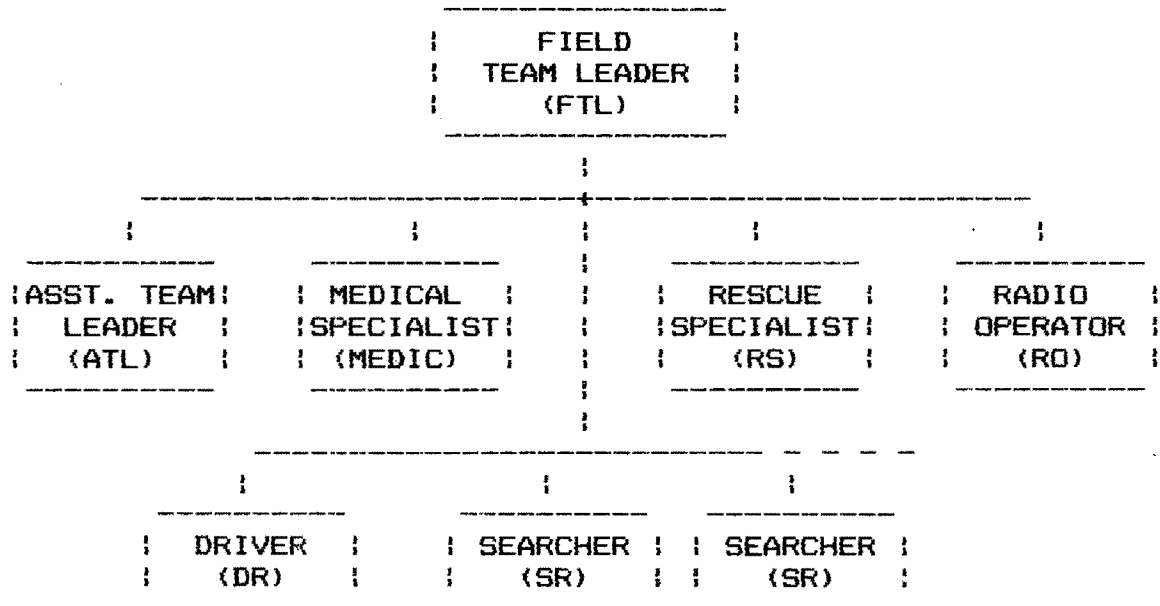 FIELD
TEAM LEADER
(FTL)
ASST. TEAM
LEADER
(ATL)
MEDICAL
SPECIALIST
(MEDIC)
RESCUE
SPECIALIST
(RS)
RADIO
OPERATOR
(RO)
DRIVER
(DR)
SEARCHER
(SR)
SEARCHER
(SR)